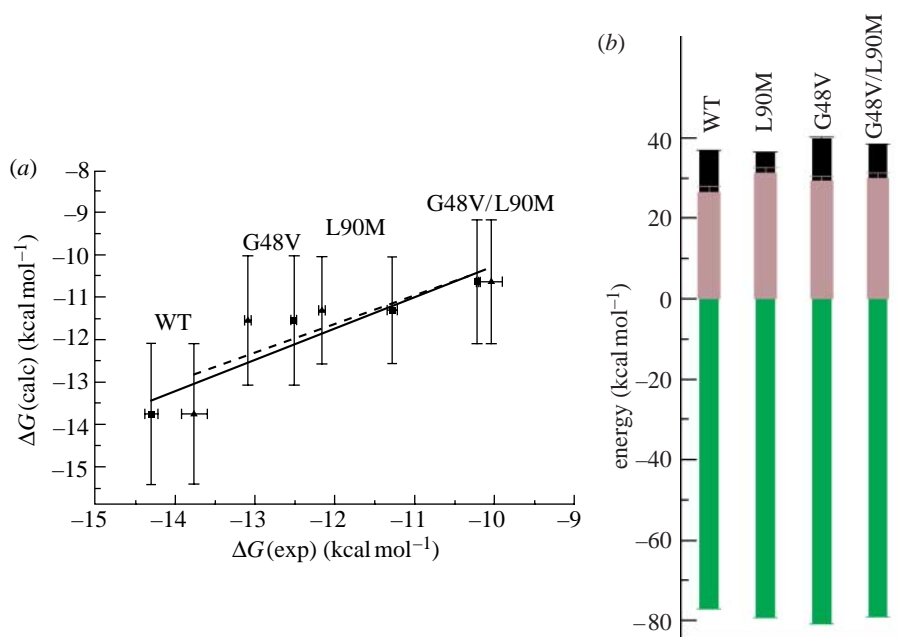 (a)
−8
−9
−10
−11
−12
−13
−14
−15
ΔG(calc) (kcal mol−1)
WT
G48V
L90M
G48V/L90M
−15
−14
−13
−12
−11
−10
−9
ΔG(exp) (kcal mol−1)
(b)
WT
L90M
G48V
G48V/L90M
40
20
0
−20
−40
−60
−80
energy (kcal mol−1)